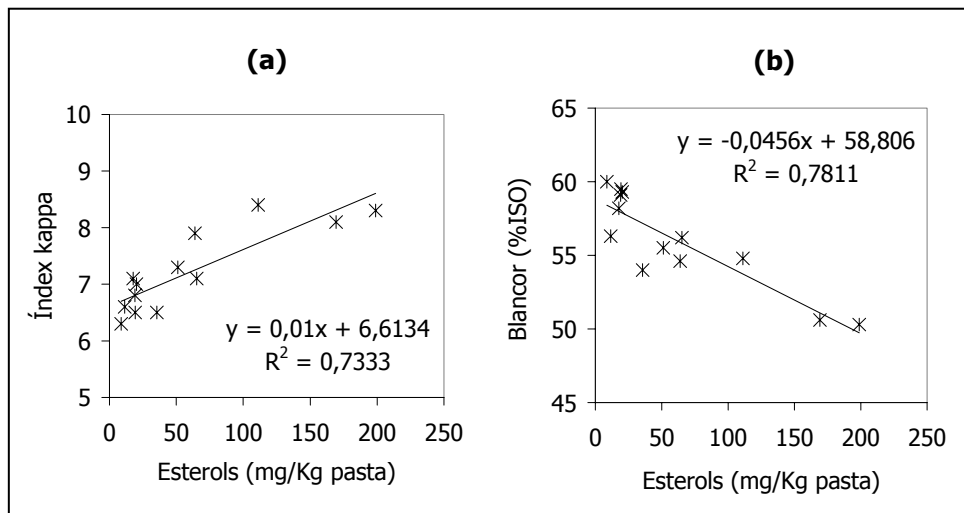 (a)
10
9
8
7
6
5
Índex kappa
y = 0,01x + 6,6134
R² = 0,7333
0 50 100 150 200 250
Esterols (mg/Kg pasta)
(b)
65
60
55
50
45
Blancor (%ISO)
y = -0,0456x + 58,806
R² = 0,7811
0 50 100 150 200 250
Esterols (mg/Kg pasta)